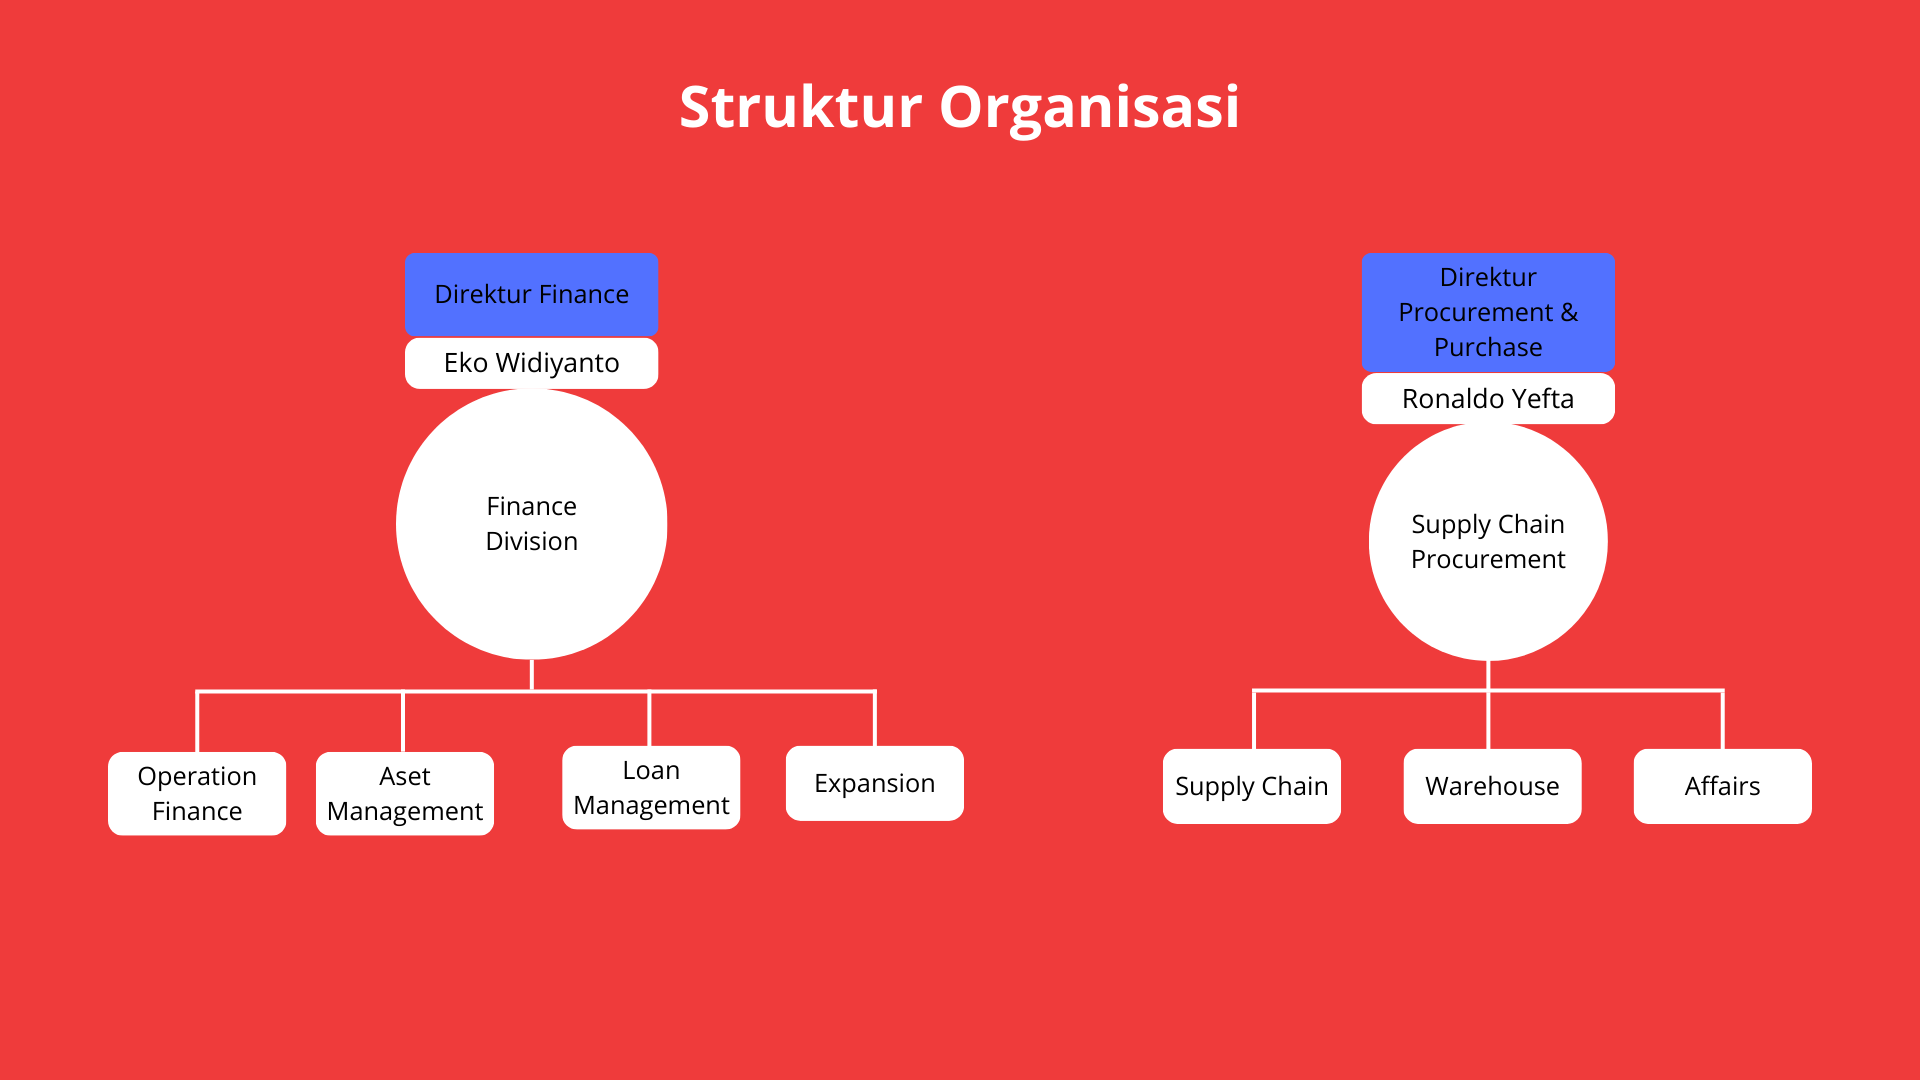 Struktur Organisasi
Direktur Finance
Eko Widiyanto
Finance
Division
Operation
Finance
Aset
Management
Loan
Management
Expansion
Direktur
Procurement &
Purchase
Ronaldo Yefta
Supply Chain
Procurement
Supply Chain
Warehouse
Affairs